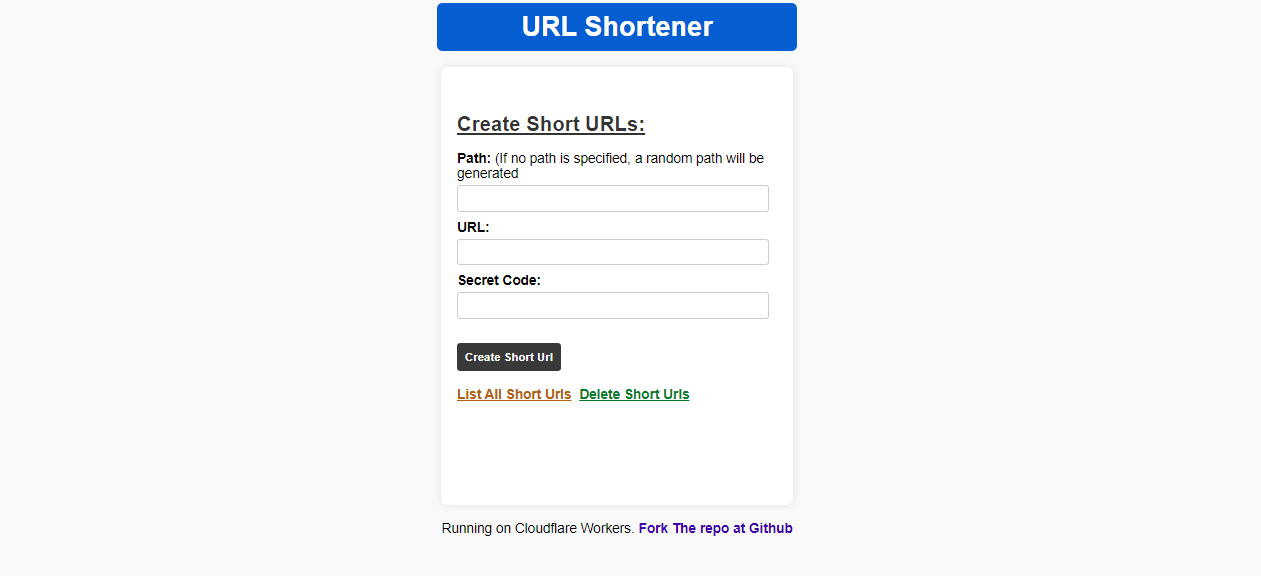 URL Shortener
Create Short URLs:
Path: (If no path is specified, a random path will be
generated
URL:
Secret Code:
Create Short Url
List All Short Urls Delete Short Urls
Running on Cloudflare Workers. Fork The repo at Github